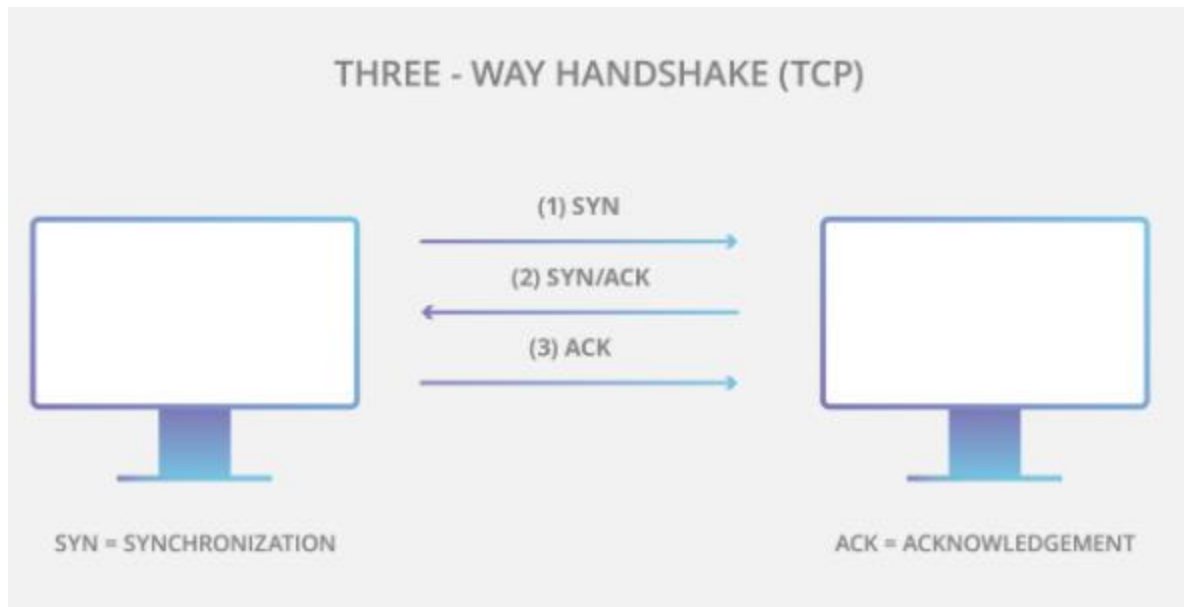 THREE - WAY HANDSHAKE (TCP)
(1) SYN
(2) SYN/ACK
(3) ACK
SYN = SYNCHRONIZATION
ACK = ACKNOWLEDGEMENT